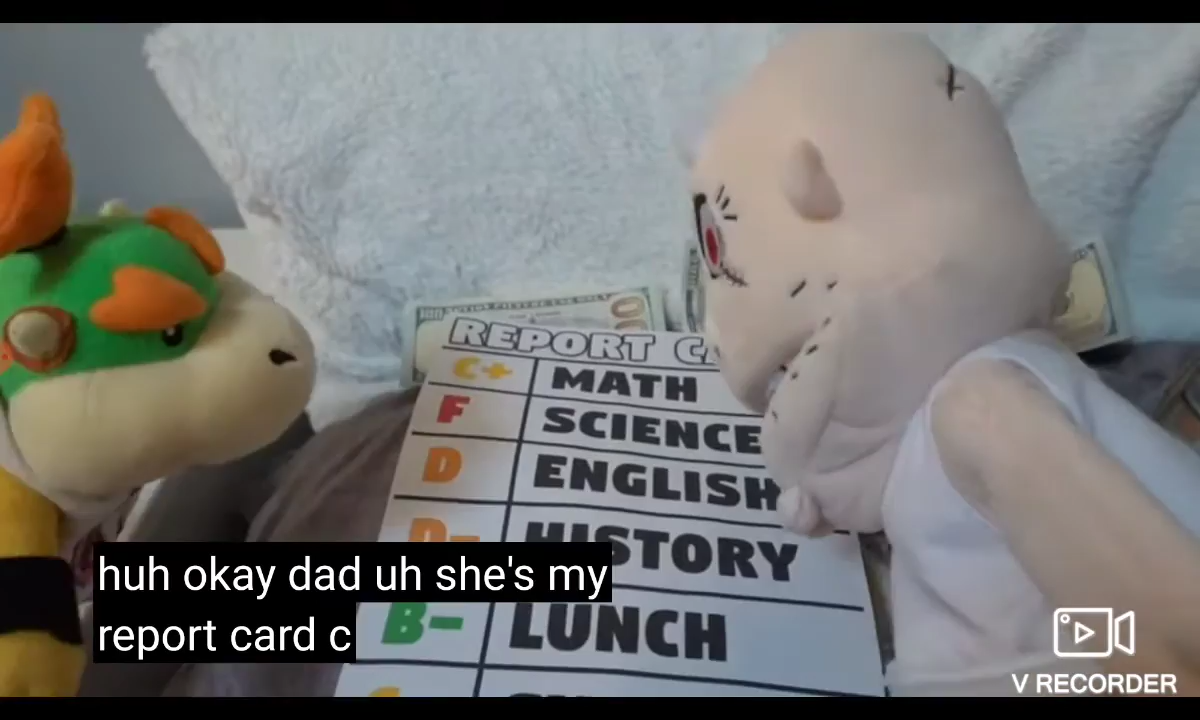 REPORT
C+ MATH
F SCIENCE
D ENGLISH
D- HISTORY
huh okay dad uh she's my
report card c
B- LUNCH
V RECORDER